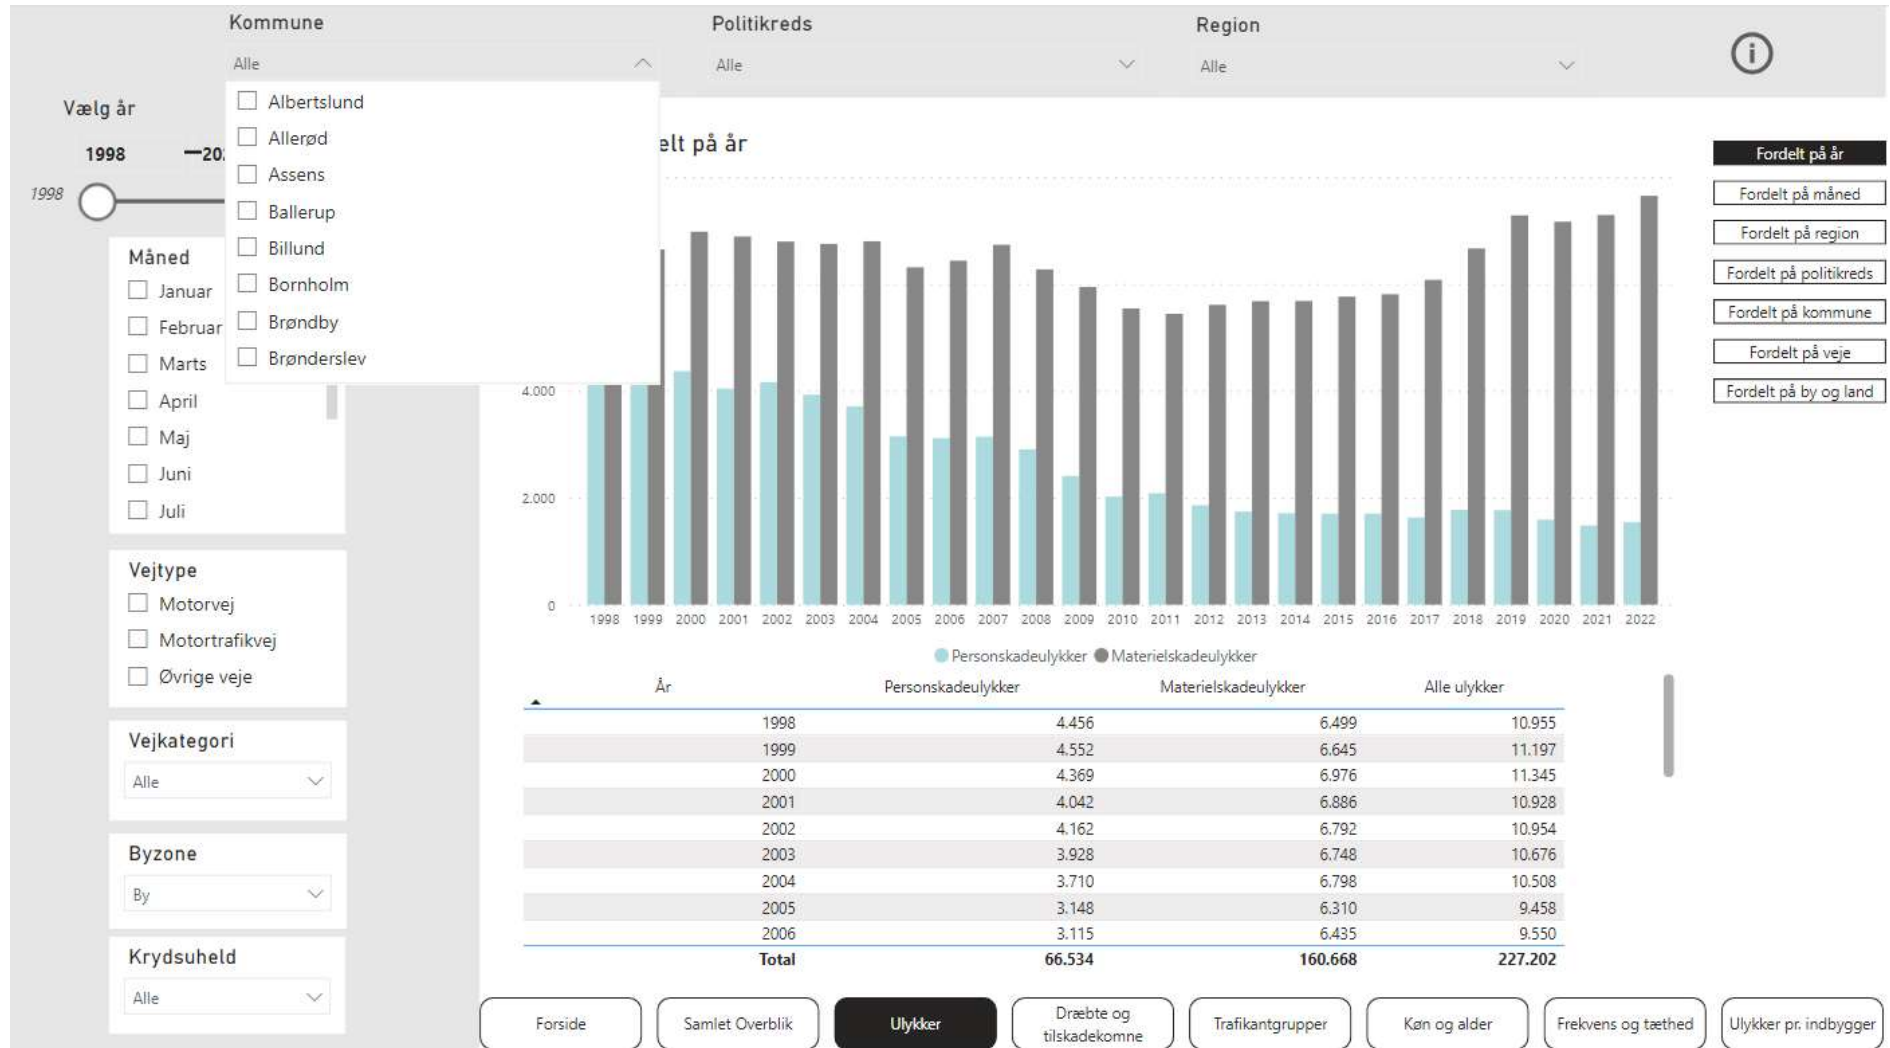 Kommune
Politikreds
Region
Alle
Alle
Alle
Vælg år
1998
1998
Albertslund
Allerød
Assens
Ballerup
Billund
Bornholm
Brøndby
Brønderslev
Måned
Januar
Februar
Marts
April
Maj
Juni
Juli
Vejtype
Motorvej
Motortrafikvej
Øvrige veje
Vejkategori
Alle
Byzone
By
Krydsuheld
Alle
på år
4.000
2.000
0
1998 1999 2000 2001 2002 2003 2004 2005 2006 2007 2008 2009 2010 2011 2012 2013 2014 2015 2016 2017 2018 2019 2020 2021 2022
Personskadeulykker Materielskadeulykker
År Personskadeulykker Materielskadeulykker Alle ulykker
1998 4.456 6.499 10.955
1999 4.552 6.645 11.197
2000 4.369 6.976 11.345
2001 4.042 6.886 10.928
2002 4.162 6.792 10.954
2003 3.928 6.748 10.676
2004 3.710 6.798 10.508
2005 3.148 6.310 9.458
2006 3.115 6.435 9.550
Total 66.534 160.668 227.202
Fordelt på år
Fordelt på måned
Fordelt på region
Fordelt på politikreds
Fordelt på kommune
Fordelt på veje
Fordelt på by og land
Forside
Samlet Overblik
Ulykker
Dræbte og
tilskadekomne
Trafikantgrupper
Køn og alder
Frekvens og tæthed
Ulykker pr. indbygger